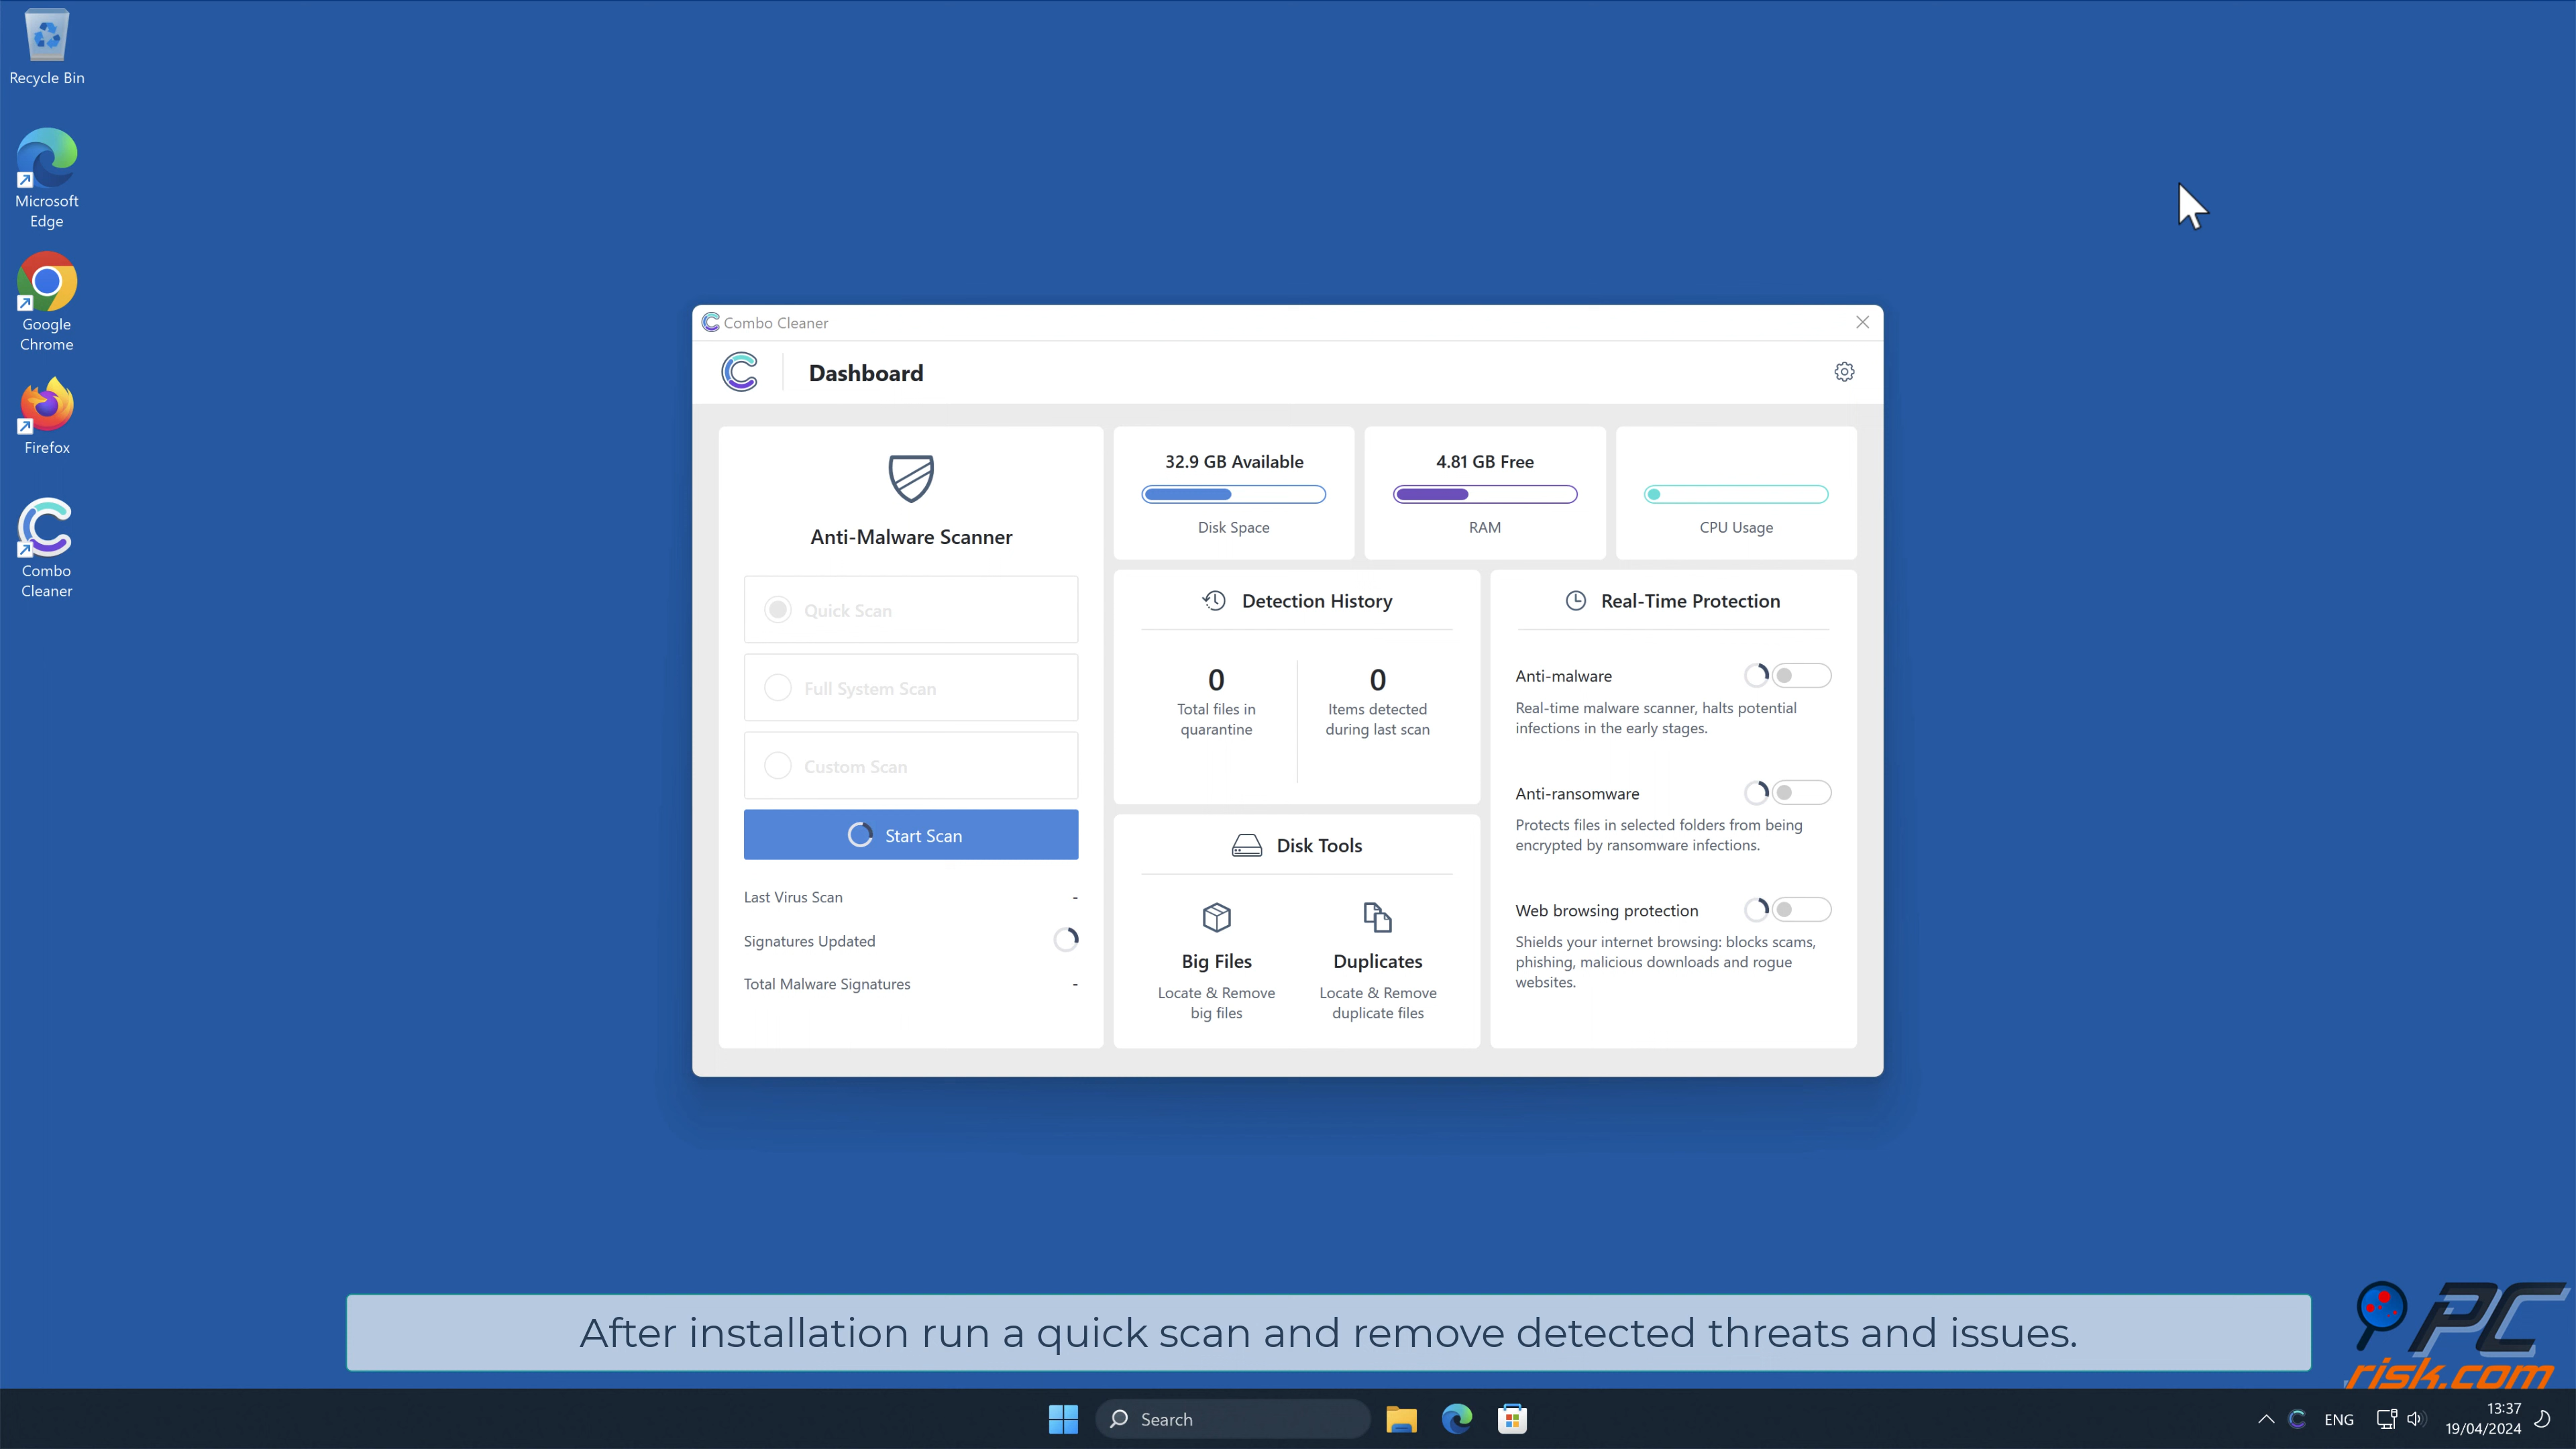 Recycle Bin
Microsoft
Edge
Google
Chrome
Firefox
Combo
Cleaner
Combo Cleaner
Dashboard
Anti-Malware Scanner
Quick Scan
Full System Scan
Custom Scan
Start Scan
Last Virus Scan -
Signatures Updated
Total Malware Signatures -
32.9 GB Available
Disk Space
4.81 GB Free
RAM
CPU Usage
Detection History
0
Total files in
quarantine
0
Items detected
during last scan
Disk Tools
Big Files
Locate & Remove
big files
Duplicates
Locate & Remove
duplicate files
Real-Time Protection
Anti-malware
Real-time malware scanner, halts potential
infections in the early stages.
Anti-ransomware
Protects files in selected folders from being
encrypted by ransomware infections.
Web browsing protection
Shields your internet browsing: blocks scams,
phishing, malicious downloads and rogue
websites.
After installation run a quick scan and remove detected threats and issues.
PC
risk.com
Search
ENG
13:37
19/04/2024